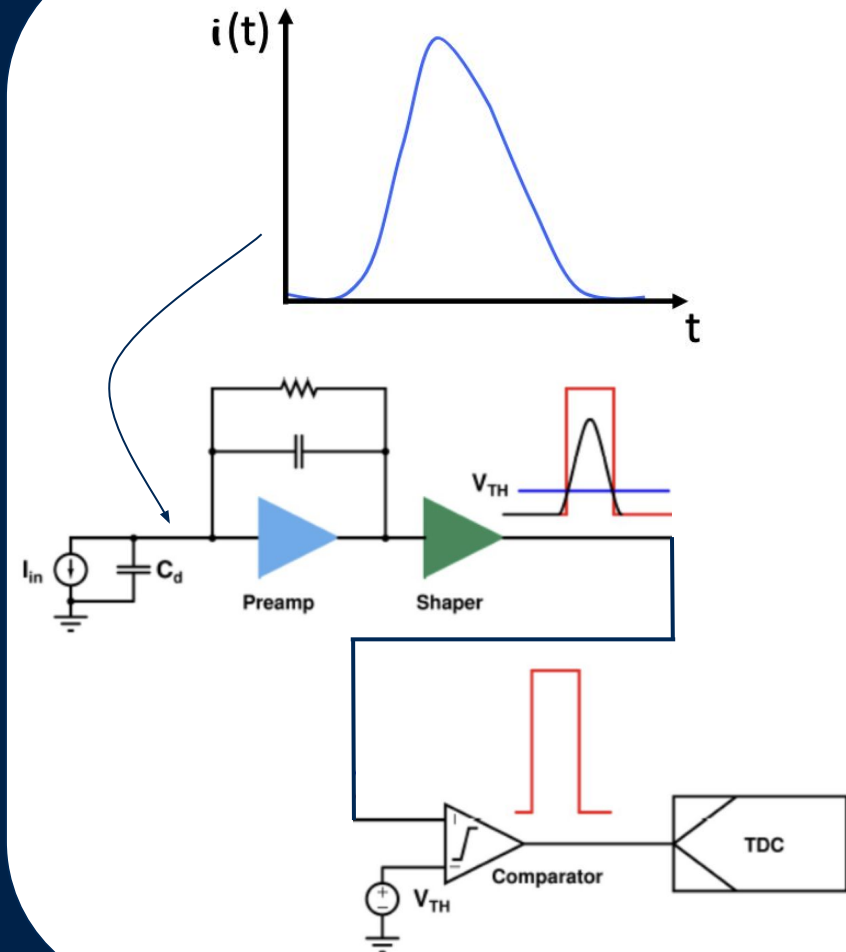 i(t)
t
V_TH
I_in
C_d
Preamp
Shaper
TDC
Comparator
V_TH